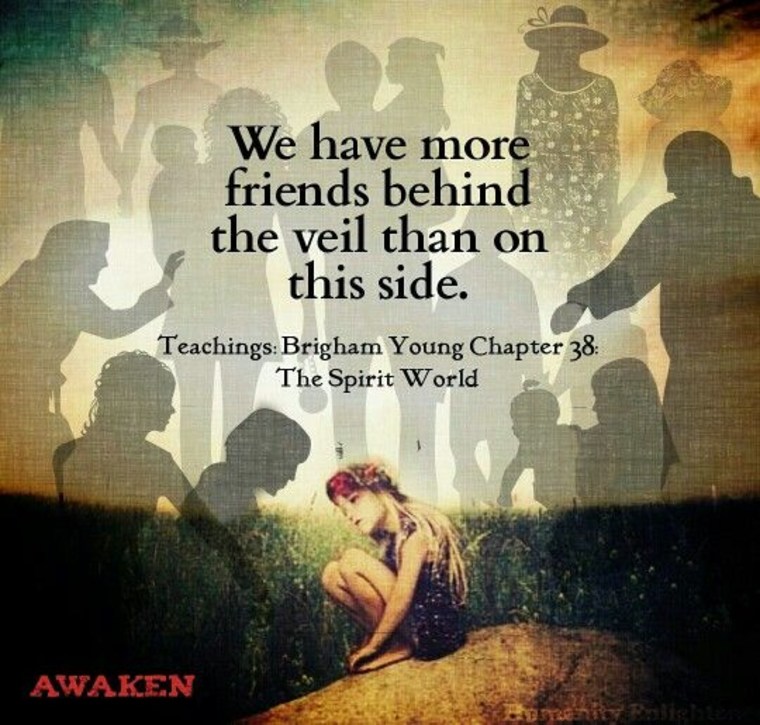 We have more
friends behind
the veil than on
this side.
Teachings: Brigham Young Chapter 38:
The Spirit World
AWAKEN
Humanity